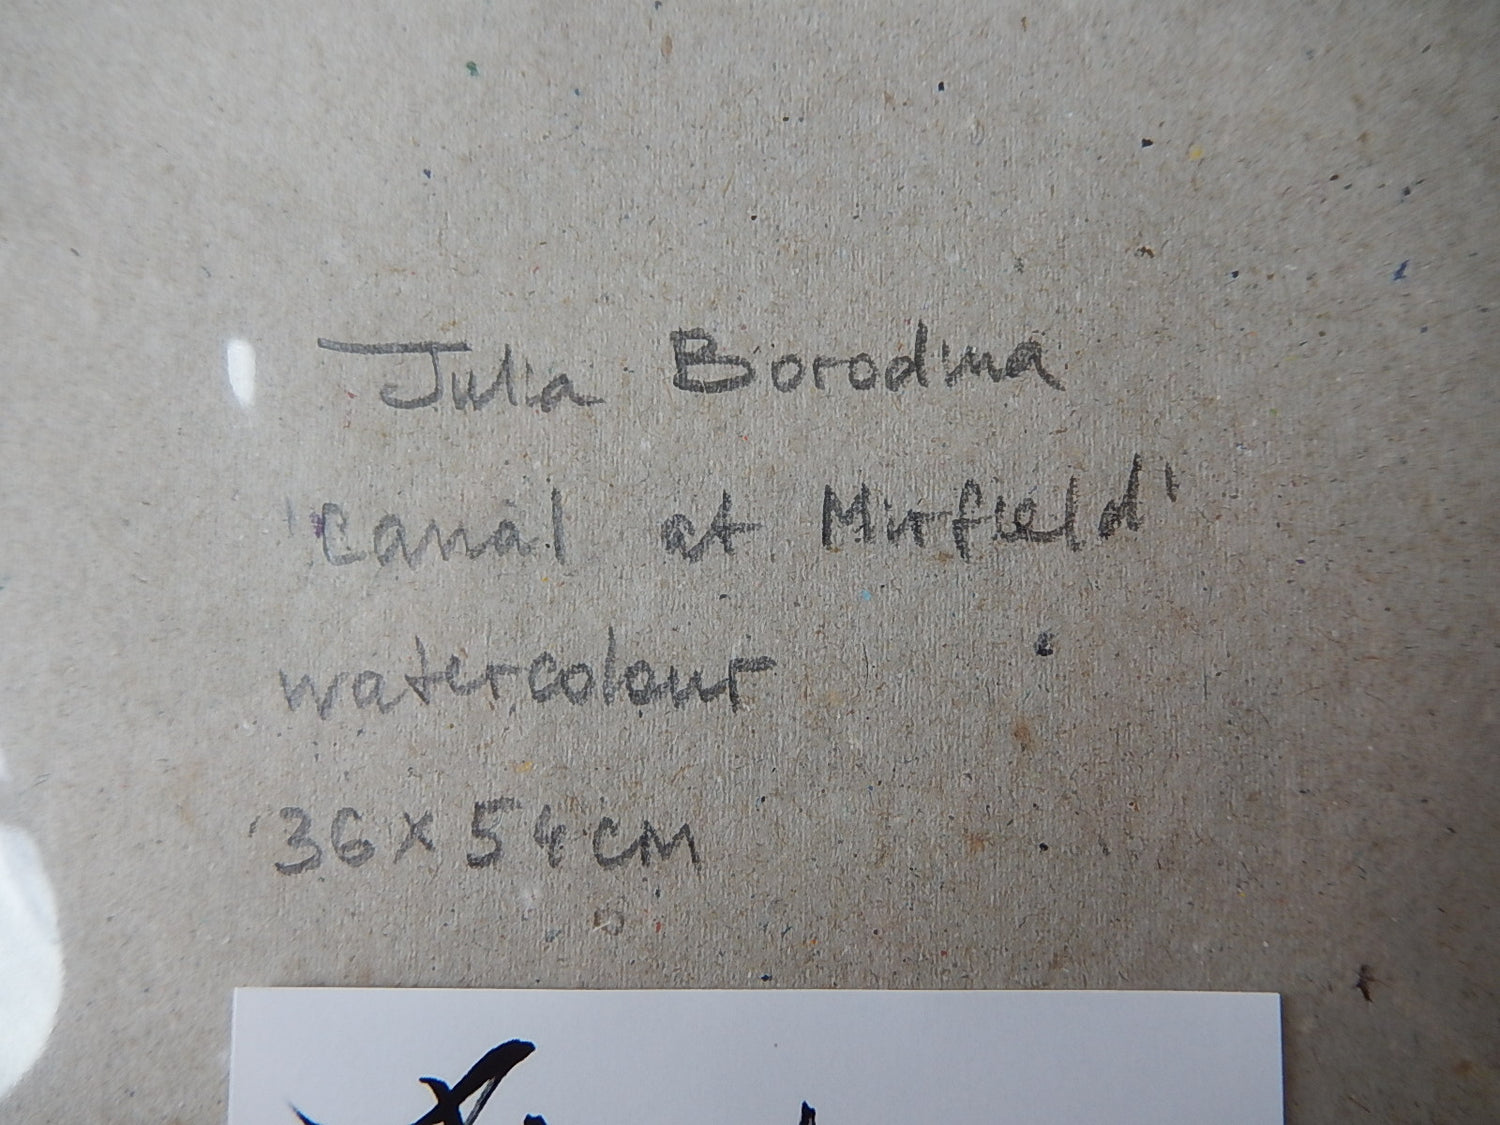 Julia Borodina
'canal at Mirfield'
watercolour
36 x 54 cm